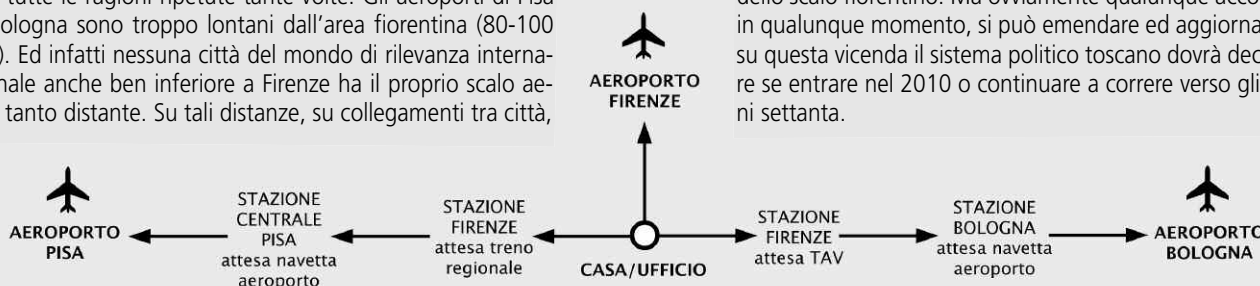 tutte le ragioni ripetute tante volte. Gli aeroporti di Pisa
ologna sono troppo lontani dall'area fiorentina (80-100
). Ed infatti nessuna città del mondo di rilevanza interna-
nale anche ben inferiore a Firenze ha il proprio scalo ae-
tanto distante. Su tali distanze, su collegamenti tra città,
dello scalo fiorentino. Ma ovviamente qualunque acco
in qualunque momento, si può emendare ed aggiorna
su questa vicenda il sistema politico toscano dovrà dec
re se entrare nel 2010 o continuare a correre verso gli
ni settanta.
AEROPORTO
FIRENZE
AEROPORTO
PISA
STAZIONE
CENTRALE
PISA
attesa navetta
aeroporto
STAZIONE
FIRENZE
attesa treno
regionale
CASA/UFFICIO
STAZIONE
FIRENZE
attesa TAV
STAZIONE
BOLOGNA
attesa navetta
aeroporto
AEROPORTO
BOLOGNA